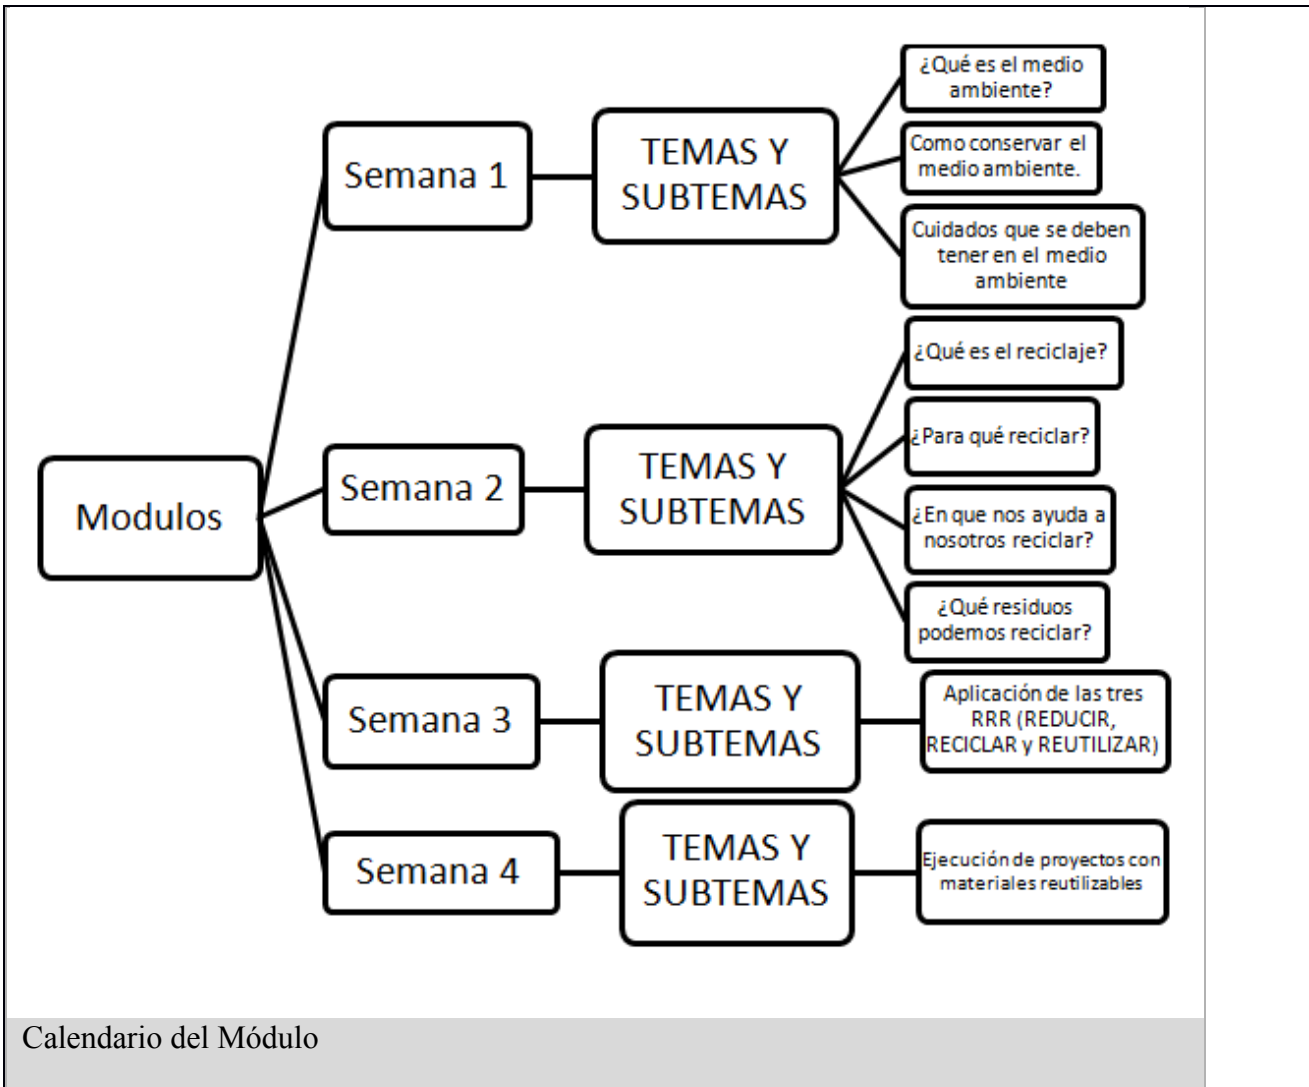 Modulos
Semana 1
TEMAS Y
SUBTEMAS
¿Qué es el medio
ambiente?
Como conservar el
medio ambiente.
Cuidados que se deben
tener en el medio
ambiente
Semana 2
TEMAS Y
SUBTEMAS
¿Qué es el reciclaje?
¿Para qué reciclar?
¿En que nos ayuda a
nosotros reciclar?
¿Qué residuos
podemos reciclar?
Semana 3
TEMAS Y
SUBTEMAS
Aplicación de las tres
RRR (REDUCIR,
RECICLAR y REUTILIZAR)
Semana 4
TEMAS Y
SUBTEMAS
Ejecución de proyectos con
materiales reutilizables
Calendario del Módulo